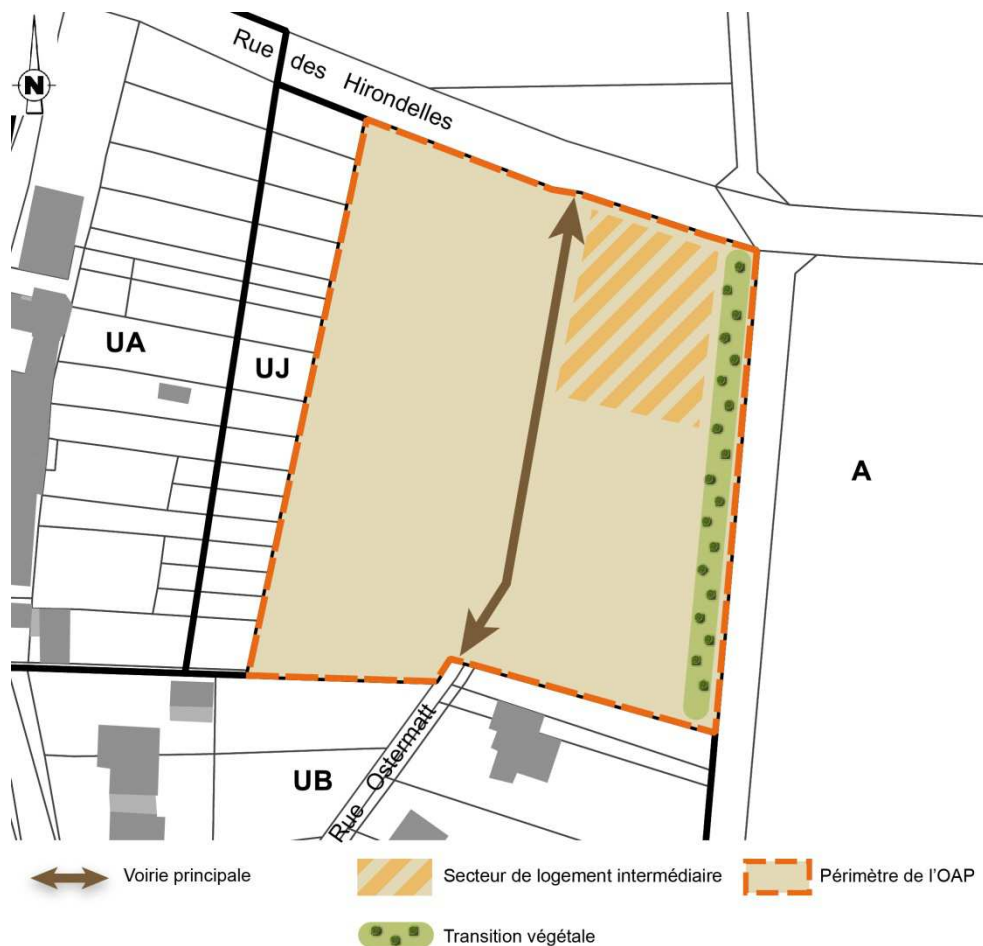 Rue des Hirondelles
N
UA
UJ
A
UB
Rue Ostermatt
Voirie principale
Secteur de logement intermédiaire
Périmètre de l'OAP
Transition végétale